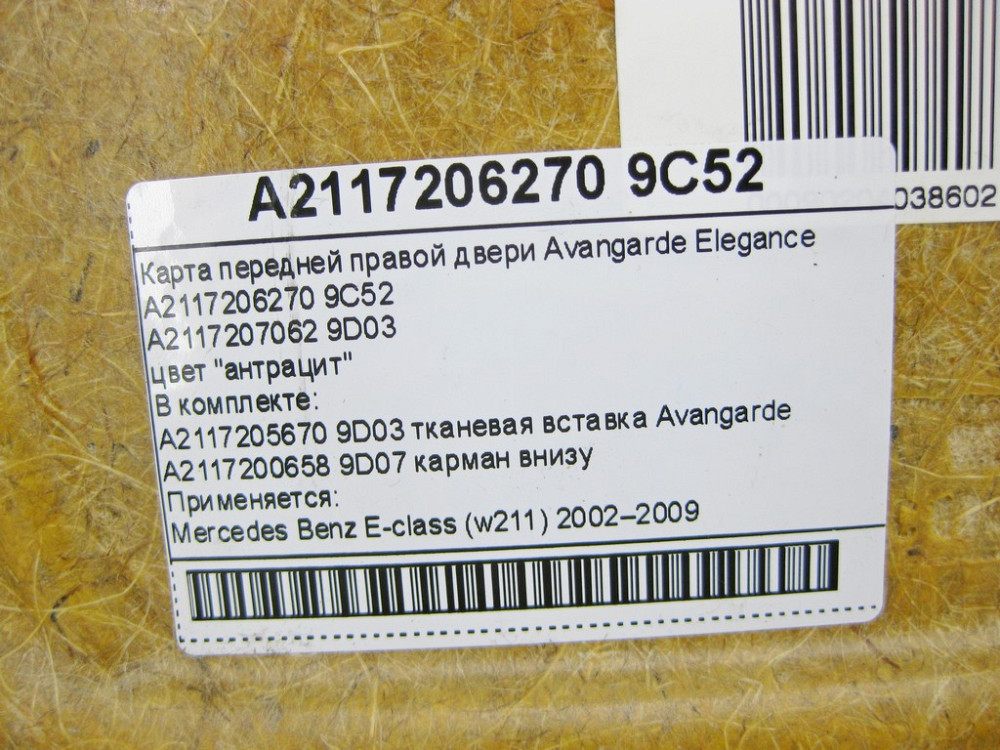 038602
A2117206270 9C52
Карта передней правой двери Avangarde Elegance
A2117206270 9C52
A2117207062 9D03
цвет "антрацит"
В комплекте:
A2117205670 9D03 тканевая вставка Avangarde
A2117200658 9D07 карман внизу
Применяется:
Mercedes Benz E-class (w211) 2002–2009